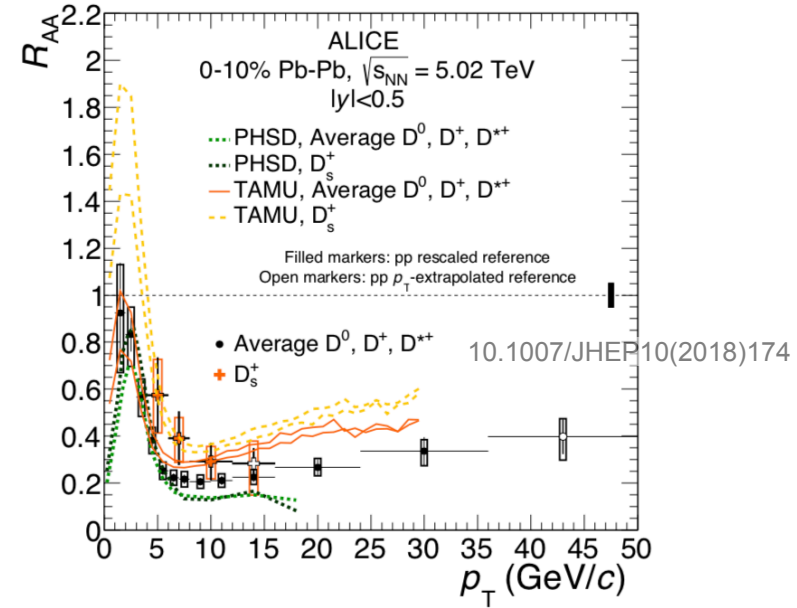 R_AA
ALICE
0-10% Pb-Pb, √s_NN = 5.02 TeV
|y|<0.5
PHSD, Average D⁰, D⁺, D*⁺
PHSD, D_s⁺
TAMU, Average D⁰, D⁺, D*⁺
TAMU, D_s⁺
Filled markers: pp rescaled reference
Open markers: pp p_T-extrapolated reference
Average D⁰, D⁺, D*⁺
D_s⁺
10.1007/JHEP10(2018)174
2.2
2
1.8
1.6
1.4
1.2
1
0.8
0.6
0.4
0.2
0
0 5 10 15 20 25 30 35 40 45 50
p_T (GeV/c)